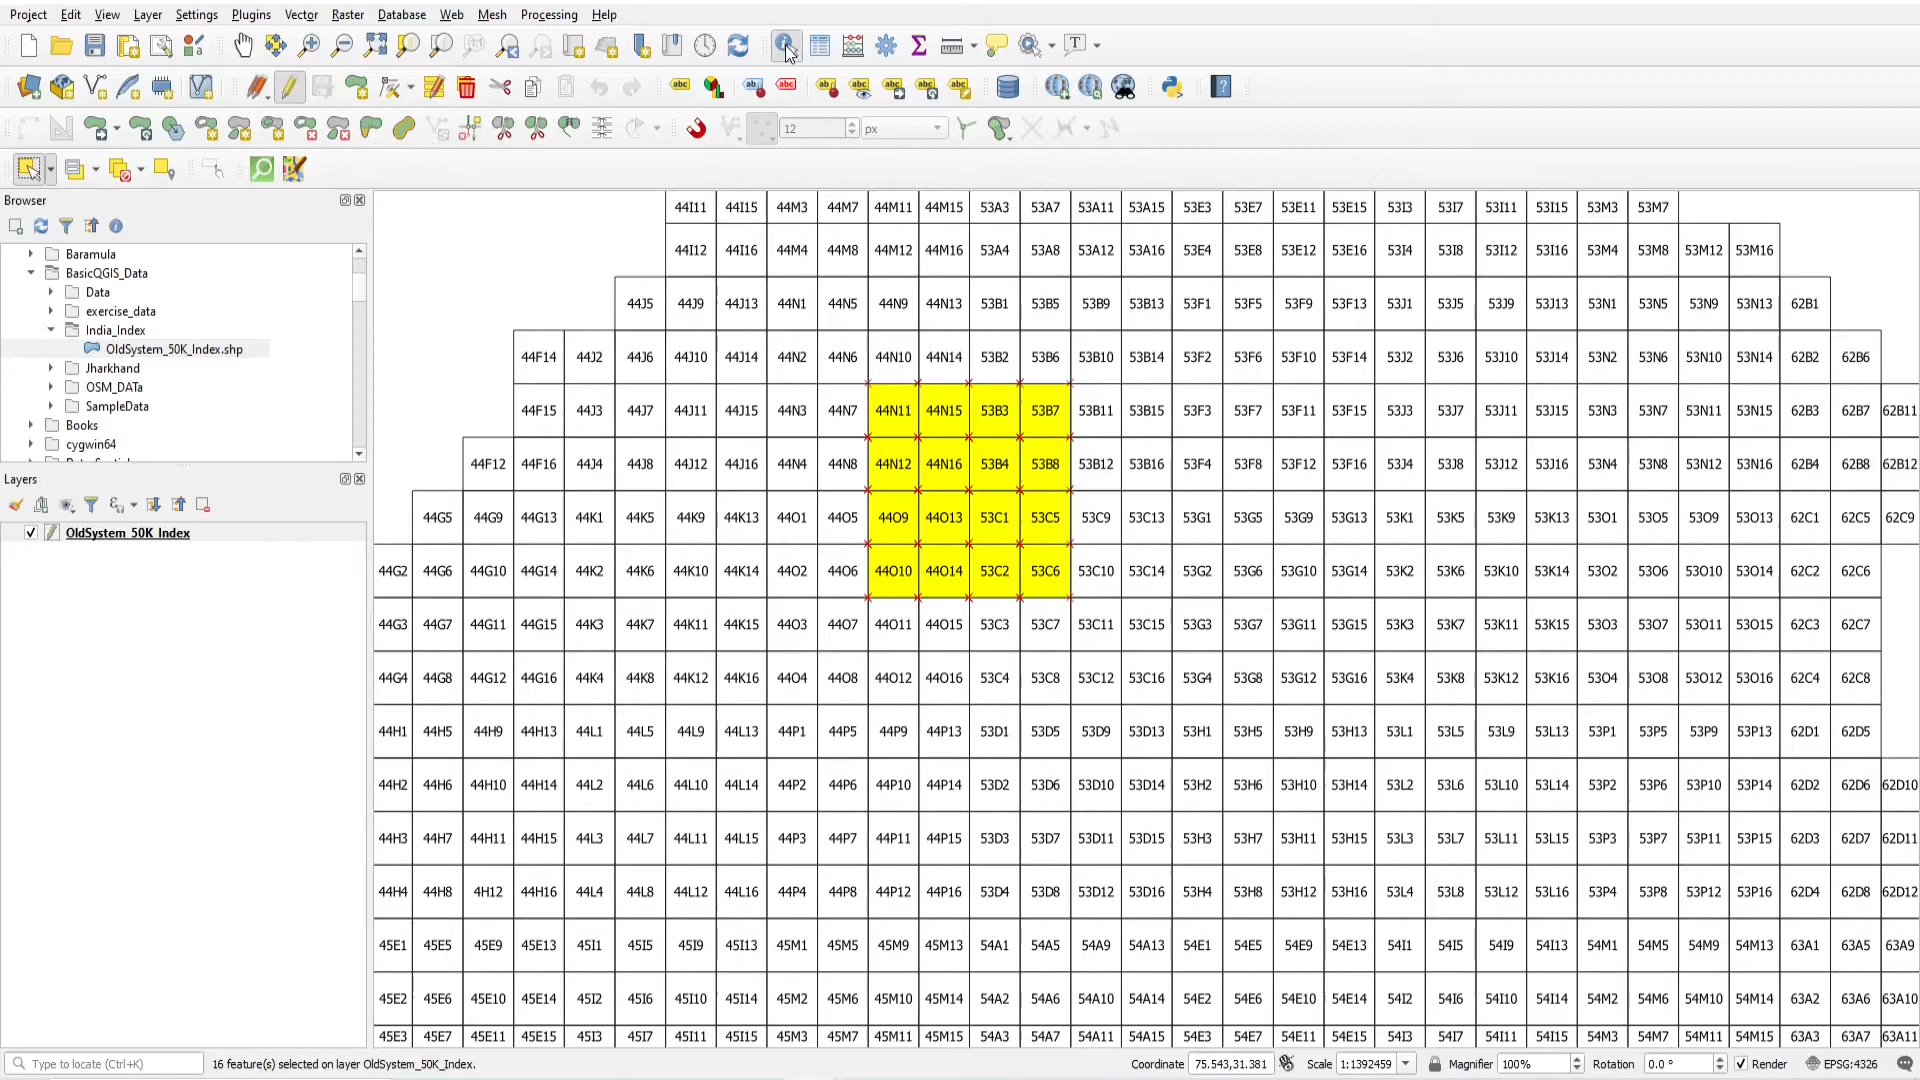 Project Edit View Layer Settings Plugins Vector Raster Database Web Mesh Processing Help
12 px
Browser
Baramula
BasicQGIS_Data
Data
exercise_data
India_Index
OldSystem_50K_Index.shp
Jharkhand
OSM_DATa
SampleData
Books
cygwin64
Layers
OldSystem_50K_Index
44I11 44I15 44M3 44M7 44M11 44M15 53A3 53A7 53A11 53A15 53E3 53E7 53E11 53E15 53I3 53I7 53I11 53I15 53M3 53M7
44I12 44I16 44M4 44M8 44M12 44M16 53A4 53A8 53A12 53A16 53E4 53E8 53E12 53E16 53I4 53I8 53I12 53I16 53M4 53M8 53M12 53M16
44J5 44J9 44J13 44N1 44N5 44N9 44N13 53B1 53B5 53B9 53B13 53F1 53F5 53F9 53F13 53J1 53J5 53J9 53J13 53N1 53N5 53N9 53N13 62B1
44F14 44J2 44J6 44J10 44J14 44N2 44N6 44N10 44N14 53B2 53B6 53B10 53B14 53F2 53F6 53F10 53F14 53J2 53J6 53J10 53J14 53N2 53N6 53N10 53N14 62B2 62B6
44F15 44J3 44J7 44J11 44J15 44N3 44N7 44N11 44N15 53B3 53B7 53B11 53B15 53F3 53F7 53F11 53F15 53J3 53J7 53J11 53J15 53N3 53N7 53N11 53N15 62B3 62B7 62B11
44F12 44F16 44J4 44J8 44J12 44J16 44N4 44N8 44N12 44N16 53B4 53B8 53B12 53B16 53F4 53F8 53F12 53F16 53J4 53J8 53J12 53J16 53N4 53N8 53N12 53N16 62B4 62B8 62B12
44G5 44G9 44G13 44K1 44K5 44K9 44K13 44O1 44O5 44O9 44O13 53C1 53C5 53C9 53C13 53G1 53G5 53G9 53G13 53K1 53K5 53K9 53K13 53O1 53O5 53O9 53O13 62C1 62C5 62C9
44G2 44G6 44G10 44G14 44K2 44K6 44K10 44K14 44O2 44O6 44O10 44O14 53C2 53C6 53C10 53C14 53G2 53G6 53G10 53G14 53K2 53K6 53K10 53K14 53O2 53O6 53O10 53O14 62C2 62C6
44G3 44G7 44G11 44G15 44K3 44K7 44K11 44K15 44O3 44O7 44O11 44O15 53C3 53C7 53C11 53C15 53G3 53G7 53G11 53G15 53K3 53K7 53K11 53K15 53O3 53O7 53O11 53O15 62C3 62C7
44G4 44G8 44G12 44G16 44K4 44K8 44K12 44K16 44O4 44O8 44O12 44O16 53C4 53C8 53C12 53C16 53G4 53G8 53G12 53G16 53K4 53K8 53K12 53K16 53O4 53O8 53O12 53O16 62C4 62C8
44H1 44H5 44H9 44H13 44L1 44L5 44L9 44L13 44P1 44P5 44P9 44P13 53D1 53D5 53D9 53D13 53H1 53H5 53H9 53H13 53L1 53L5 53L9 53L13 53P1 53P5 53P9 53P13 62D1 62D5
44H2 44H6 44H10 44H14 44L2 44L6 44L10 44L14 44P2 44P6 44P10 44P14 53D2 53D6 53D10 53D14 53H2 53H6 53H10 53H14 53L2 53L6 53L10 53L14 53P2 53P6 53P10 53P14 62D2 62D6 62D10
44H3 44H7 44H11 44H15 44L3 44L7 44L11 44L15 44P3 44P7 44P11 44P15 53D3 53D7 53D11 53D15 53H3 53H7 53H11 53H15 53L3 53L7 53L11 53L15 53P3 53P7 53P11 53P15 62D3 62D7 62D11
44H4 44H8 4H12 44H16 44L4 44L8 44L12 44L16 44P4 44P8 44P12 44P16 53D4 53D8 53D12 53D16 53H4 53H8 53H12 53H16 53L4 53L8 53L12 53L16 53P4 53P8 53P12 53P16 62D4 62D8 62D12
45E1 45E5 45E9 45E13 45I1 45I5 45I9 45I13 45M1 45M5 45M9 45M13 54A1 54A5 54A9 54A13 54E1 54E5 54E9 54E13 54I1 54I5 54I9 54I13 54M1 54M5 54M9 54M13 63A1 63A5 63A9
45E2 45E6 45E10 45E14 45I2 45I6 45I10 45I14 45M2 45M6 45M10 45M14 54A2 54A6 54A10 54A14 54E2 54E6 54E10 54E14 54I2 54I6 54I10 54I14 54M2 54M6 54M10 54M14 63A2 63A6 63A10
45E3 45E7 45E11 45E15 45I3 45I7 45I11 45I15 45M3 45M7 45M11 45M15 54A3 54A7 54A11 54A15 54E3 54E7 54E11 54E15 54I3 54I7 54I11 54I15 54M3 54M7 54M11 54M15 63A3 63A7 63A11
Type to locate (Ctrl+K) 16 feature(s) selected on layer OldSystem_50K_Index. Coordinate 75.543,31.381 Scale 1:1392459 Magnifier 100% Rotation 0.0 ° Render EPSG:4326